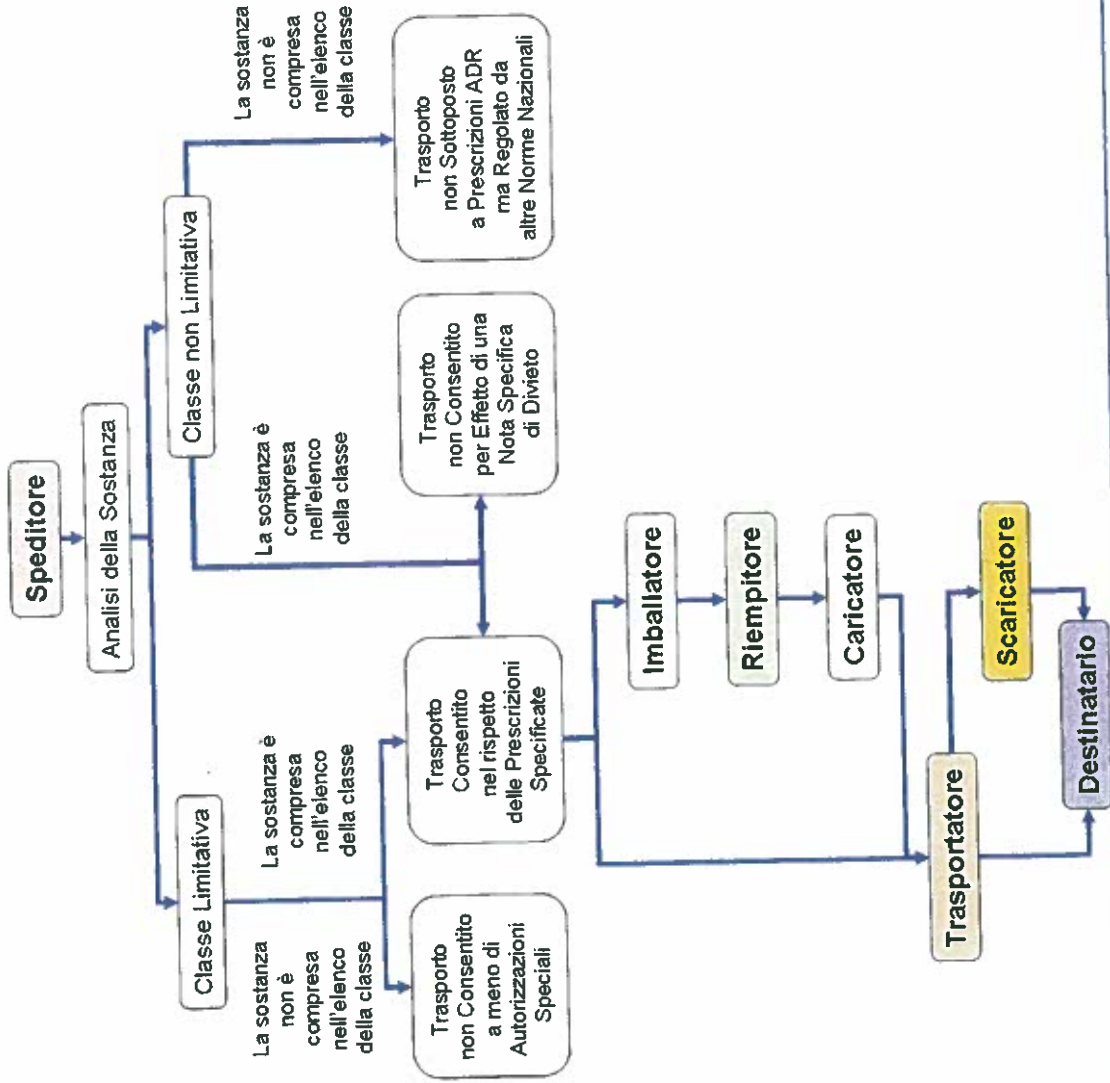 Speditore
Analisi della Sostanza
Classe Limitativa
Classe non Limitativa
La sostanza
non è
compresa
nell'elenco
della classe
La sostanza è
compresa
nell'elenco
della classe
La sostanza è
compresa
nell'elenco
della classe
La sostanza
non è
compresa
nell'elenco
della classe
Trasporto
non Consentito
a meno di
Autorizzazioni
Speciali
Trasporto
Consentito
nel rispetto
delle Prescrizioni
Specificate
Trasporto
non Consentito
per Effetto di una
Nota Specifica
di Divieto
Trasporto
non Sottoposto
a Prescrizioni ADR
ma Regolato da
altre Norme Nazionali
Imballatore
Riempitore
Caricatore
Trasportatore
Scaricatore
Destinatario